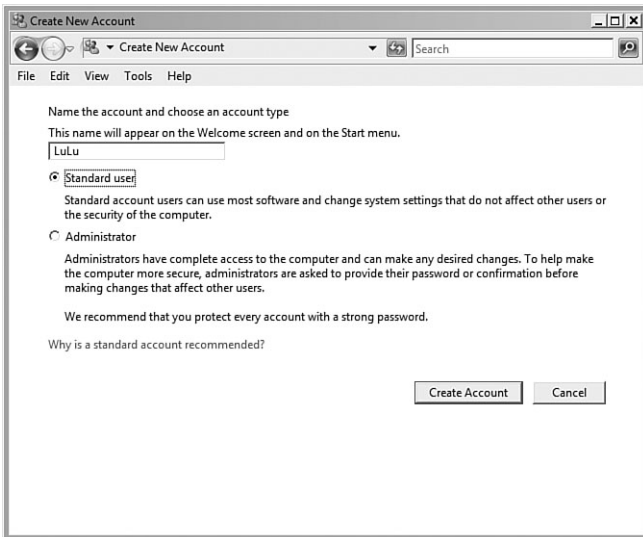 Create New Account
Create New Account
Search
File Edit View Tools Help
Name the account and choose an account type
This name will appear on the Welcome screen and on the Start menu.
LuLu
Standard user
Standard account users can use most software and change system settings that do not affect other users or
the security of the computer.
Administrator
Administrators have complete access to the computer and can make any desired changes. To help make
the computer more secure, administrators are asked to provide their password or confirmation before
making changes that affect other users.
We recommend that you protect every account with a strong password.
Why is a standard account recommended?
Create Account Cancel